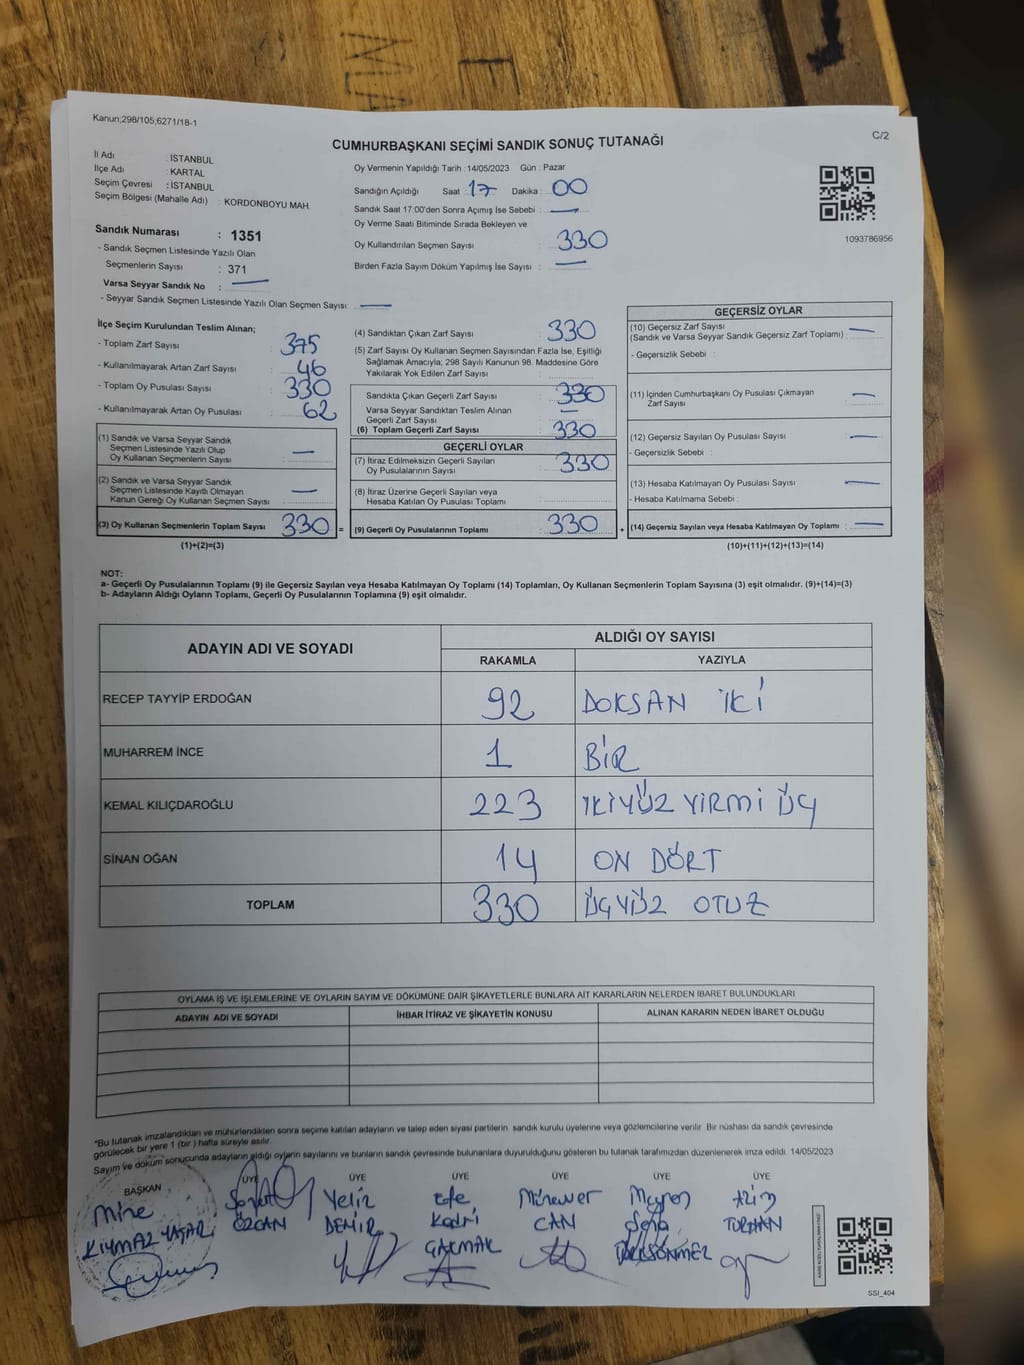 Kanun;298/105;6271/18-1
CUMHURBAŞKANI SEÇİMİ SANDIK SONUÇ TUTANAĞI
C/2
İl Adı : İSTANBUL
İlçe Adı : KARTAL
Seçim Çevresi : İSTANBUL
Seçim Bölgesi (Mahalle Adı) : KORDONBOYU MAH.
Oy Vermenin Yapıldığı Tarih : 14/05/2023 Gün : Pazar
Sandığın Açıldığı Saat : 17 Dakika : 00
Sandık Saat 17:00'den Sonra Açımış İse Sebebi : —
Oy Verme Saati Bitiminde Sırada Bekleyen ve
Oy Kullandırılan Seçmen Sayısı : 330
Birden Fazla Sayım Döküm Yapılmış İse Sayısı : —
1093786956
Sandık Numarası : 1351
- Sandık Seçmen Listesinde Yazılı Olan
Seçmenlerin Sayısı : 371
Varsa Seyyar Sandık No : —
- Seyyar Sandık Seçmen Listesinde Yazılı Olan Seçmen Sayısı: —
İlçe Seçim Kurulundan Teslim Alınan;
- Toplam Zarf Sayısı : 375
- Kullanılmayarak Artan Zarf Sayısı : 46
- Toplam Oy Pusulası Sayısı : 330
- Kullanılmayarak Artan Oy Pusulası : 62
(1) Sandık ve Varsa Seyyar Sandık
Seçmen Listesinde Yazılı Olup
Oy Kullanan Seçmenlerin Sayısı : —
(2) Sandık ve Varsa Seyyar Sandık
Seçmen Listesinde Kayıtlı Olmayan
Kanun Gereği Oy Kullanan Seçmen Sayısı : —
(3) Oy Kullanan Seçmenlerin Toplam Sayısı 330 =
(1)+(2)=(3)
(4) Sandıktan Çıkan Zarf Sayısı : 330
(5) Zarf Sayısı Oy Kullanan Seçmen Sayısından Fazla İse, Eşitliği
Sağlamak Amacıyla; 298 Sayılı Kanunun 98. Maddesine Göre
Yakılarak Yok Edilen Zarf Sayısı :
Sandıkta Çıkan Geçerli Zarf Sayısı : 330
Varsa Seyyar Sandıktan Teslim Alınan
Geçerli Zarf Sayısı : —
(6) Toplam Geçerli Zarf Sayısı : 330
GEÇERLİ OYLAR
(7) İtiraz Edilmeksizin Geçerli Sayılan
Oy Pusulalarının Sayısı : 330
(8) İtiraz Üzerine Geçerli Sayılan veya
Hesaba Katılan Oy Pusulaları Toplamı :
(9) Geçerli Oy Pusulalarının Toplamı : 330 +
GEÇERSİZ OYLAR
(10) Geçersiz Zarf Sayısı
(Sandık ve Varsa Seyyar Sandık Geçersiz Zarf Toplamı) : —
- Geçersizlik Sebebi :
(11) İçinden Cumhurbaşkanı Oy Pusulası Çıkmayan
Zarf Sayısı : —
(12) Geçersiz Sayılan Oy Pusulası Sayısı : —
- Geçersizlik Sebebi :
(13) Hesaba Katılmayan Oy Pusulası Sayısı : —
- Hesaba Katılmama Sebebi :
(14) Geçersiz Sayılan veya Hesaba Katılmayan Oy Toplamı : —
(10)+(11)+(12)+(13)=(14)
NOT:
a- Geçerli Oy Pusulalarının Toplamı (9) ile Geçersiz Sayılan veya Hesaba Katılmayan Oy Toplamı (14) Toplamları, Oy Kullanan Seçmenlerin Toplam Sayısına (3) eşit olmalıdır. (9)+(14)=(3)
b- Adayların Aldığı Oyların Toplamı, Geçerli Oy Pusulalarının Toplamına (9) eşit olmalıdır.
ADAYIN ADI VE SOYADI ALDIĞI OY SAYISI
RAKAMLA YAZIYLA
RECEP TAYYİP ERDOĞAN 92 DOKSAN İKİ
MUHARREM İNCE 1 BİR
KEMAL KILIÇDAROĞLU 223 İKİYÜZ YİRMİ ÜÇ
SİNAN OĞAN 14 ON DÖRT
TOPLAM 330 ÜÇYÜZ OTUZ
OYLAMA İŞ VE İŞLEMLERİNE VE OYLARIN SAYIM VE DÖKÜMÜNE DAİR ŞİKAYETLERLE BUNLARA AİT KARARLARIN NELERDEN İBARET BULUNDUKLARI
ADAYIN ADI VE SOYADI İHBAR İTİRAZ VE ŞİKAYETİN KONUSU ALINAN KARARIN NEDEN İBARET OLDUĞU
*Bu tutanak imzalandıktan ve mühürlendikten sonra seçime katılan adayların ve talep eden siyasi partilerin sandık kurulu üyelerine veya gözlemcilerine verilir. Bir nüshası da sandık çevresinde
görülecek bir yere 1 (bir ) hafta süreyle asılır.
Sayım ve döküm sonucunda adayların aldığı oyların sayılarını ve bunların sandık çevresinde bulunanlara duyurulduğunu gösteren bu tutanak tarafımızdan düzenlenerek imza edildi. 14/05/2023
BAŞKAN ÜYE ÜYE ÜYE ÜYE ÜYE ÜYE
Mine Yeliz Efe Münevver
KIYMAZ YAŞAR ÖZCAN DEMİR Kadri CAN TURHAN
ÇAKMAK TÜRKSÖNMEZ
SSI_404